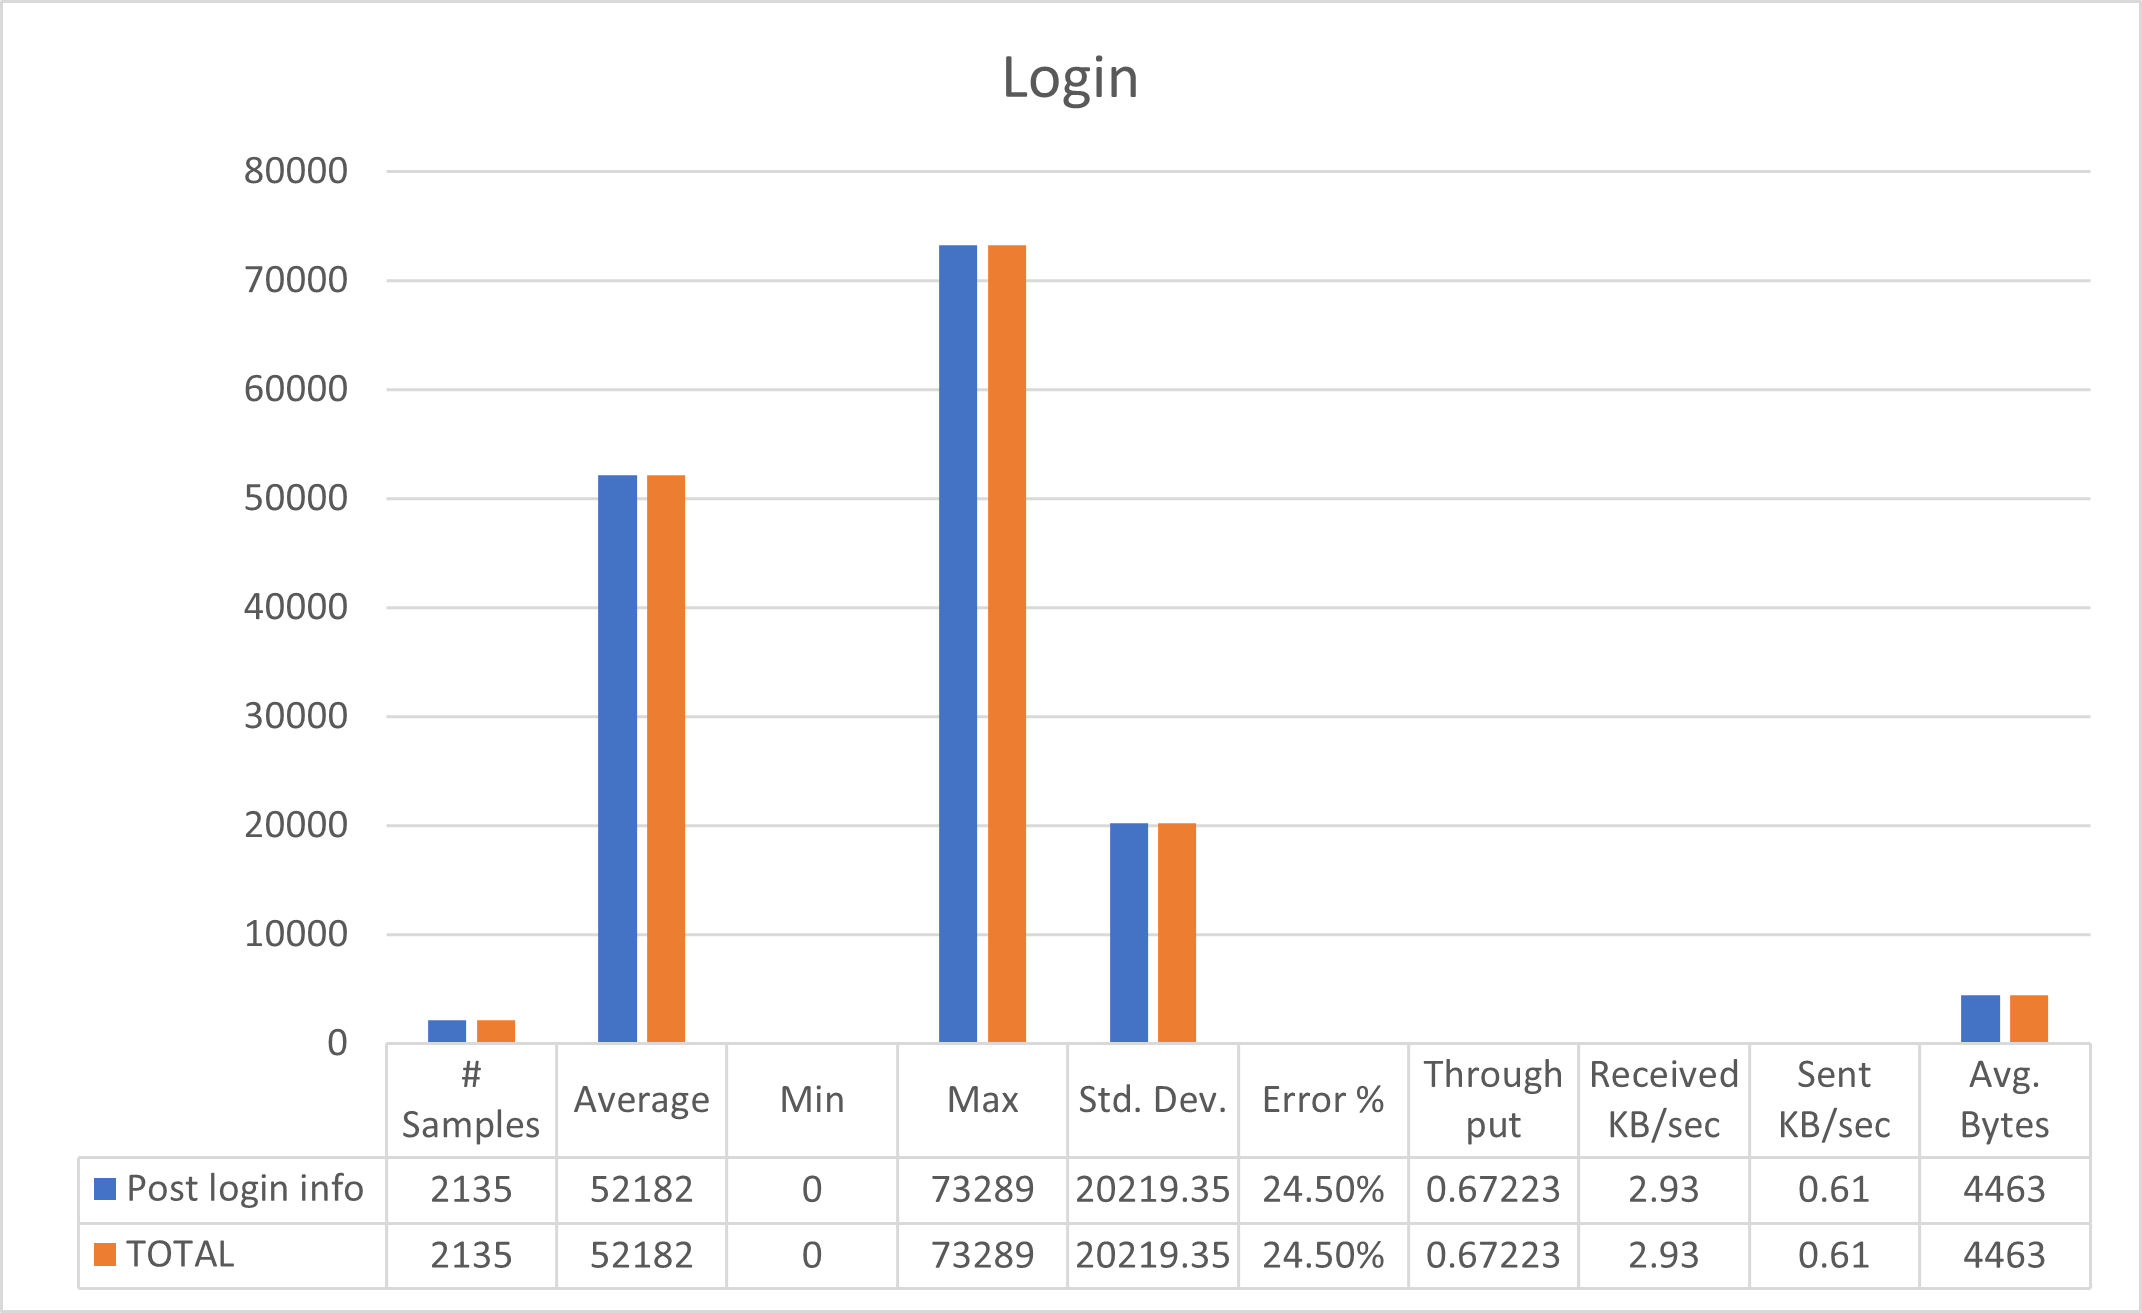 Login
80000
70000
60000
50000
40000
30000
20000
10000
0
# Samples Average Min Max Std. Dev. Error % Through put Received KB/sec Sent KB/sec Avg. Bytes
Post login info 2135 52182 0 73289 20219.35 24.50% 0.67223 2.93 0.61 4463
TOTAL 2135 52182 0 73289 20219.35 24.50% 0.67223 2.93 0.61 4463